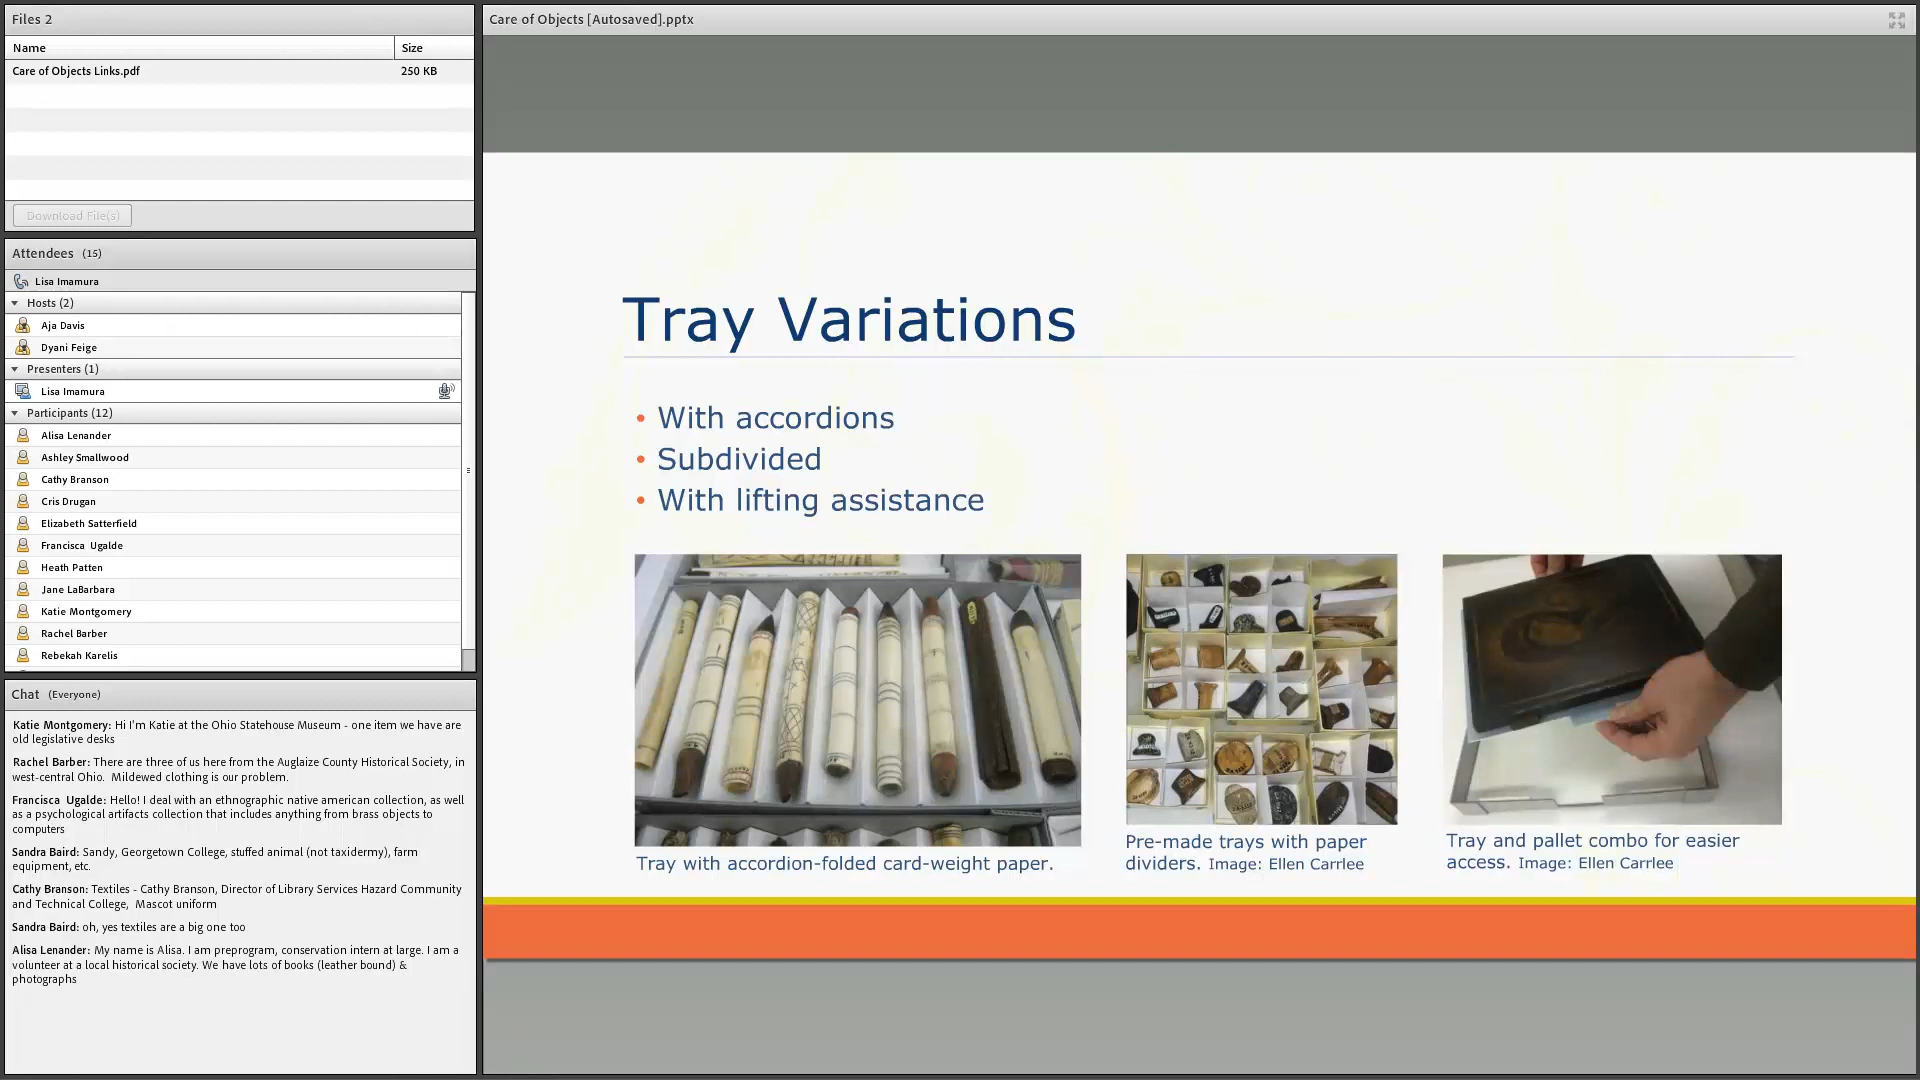 Files 2
Name
Size
Care of Objects Links.pdf
250 KB
Download File(s)
Attendees (15)
Lisa Imamura
Hosts (2)
Aja Davis
Dyani Feige
Presenters (1)
Lisa Imamura
Participants (12)
Alisa Lenander
Ashley Smallwood
Cathy Branson
Cris Drugan
Elizabeth Satterfield
Francisca Ugalde
Heath Patten
Jane LaBarbara
Katie Montgomery
Rachel Barber
Rebekah Karelis
Chat (Everyone)
Katie Montgomery: Hi I'm Katie at the Ohio Statehouse Museum - one item we have are
old legislative desks
Rachel Barber: There are three of us here from the Auglaize County Historical Society, in
west-central Ohio. Mildewed clothing is our problem.
Francisca Ugalde: Hello! I deal with an ethnographic native american collection, as well
as a psychological artifacts collection that includes anything from brass objects to
computers
Sandra Baird: Sandy, Georgetown College, stuffed animal (not taxidermy), farm
equipment, etc.
Cathy Branson: Textiles - Cathy Branson, Director of Library Services Hazard Community
and Technical College, Mascot uniform
Sandra Baird: oh, yes textiles are a big one too
Alisa Lenander: My name is Alisa. I am preprogram, conservation intern at large. I am a
volunteer at a local historical society. We have lots of books (leather bound) &
photographs
Care of Objects [Autosaved].pptx
Tray Variations
• With accordions
• Subdivided
• With lifting assistance
Tray with accordion-folded card-weight paper.
Pre-made trays with paper
dividers. Image: Ellen Carrlee
Tray and pallet combo for easier
access. Image: Ellen Carrlee